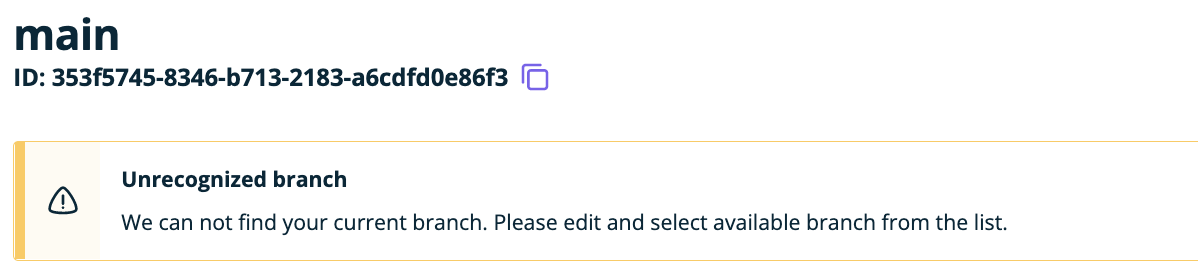 main
ID: 353f5745-8346-b713-2183-a6cdfd0e86f3
Unrecognized branch
We can not find your current branch. Please edit and select available branch from the list.